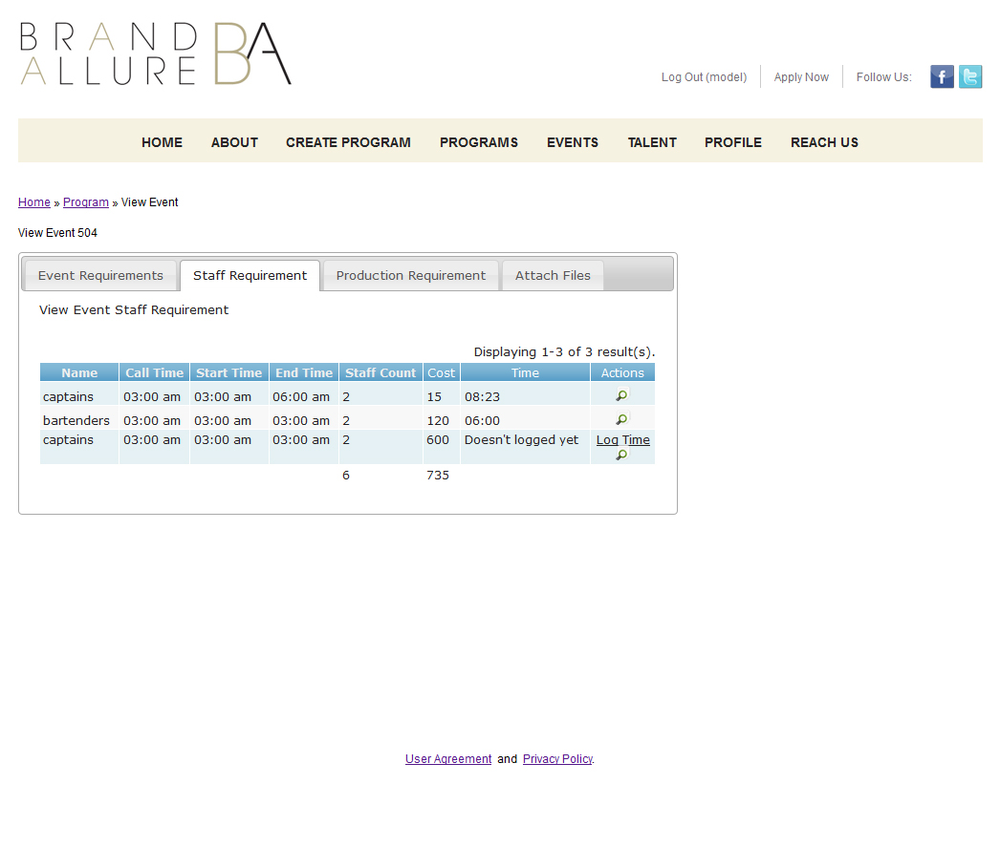 BRAND
ALLURE BA
Log Out (model) Apply Now Follow Us: f t
HOME ABOUT CREATE PROGRAM PROGRAMS EVENTS TALENT PROFILE REACH US
Home » Program » View Event
View Event 504
Event Requirements Staff Requirement Production Requirement Attach Files
View Event Staff Requirement
Displaying 1-3 of 3 result(s).
Name Call Time Start Time End Time Staff Count Cost Time Actions
captains 03:00 am 03:00 am 06:00 am 2 15 08:23
bartenders 03:00 am 03:00 am 03:00 am 2 120 06:00
captains 03:00 am 03:00 am 03:00 am 2 600 Doesn't logged yet Log Time
6 735
User Agreement and Privacy Policy.